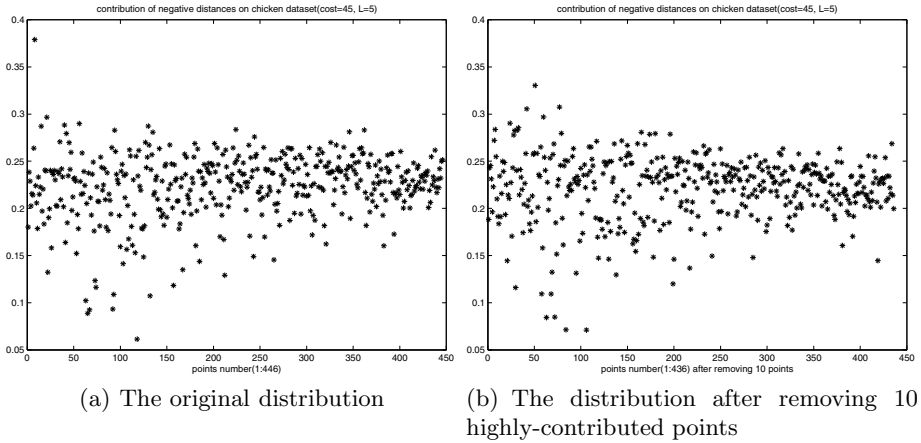 contribution of negative distances on chicken dataset(cost=45, L=5)
0.4
0.35
0.3
0.25
0.2
0.15
0.1
0.05
0 50 100 150 200 250 300 350 400 450
points number(1:446)
(a) The original distribution
contribution of negative distances on chicken dataset(cost=45, L=5)
0.4
0.35
0.3
0.25
0.2
0.15
0.1
0.05
0 50 100 150 200 250 300 350 400 450
points number(1:436) after removing 10 points
(b) The distribution after removing 10
highly-contributed points